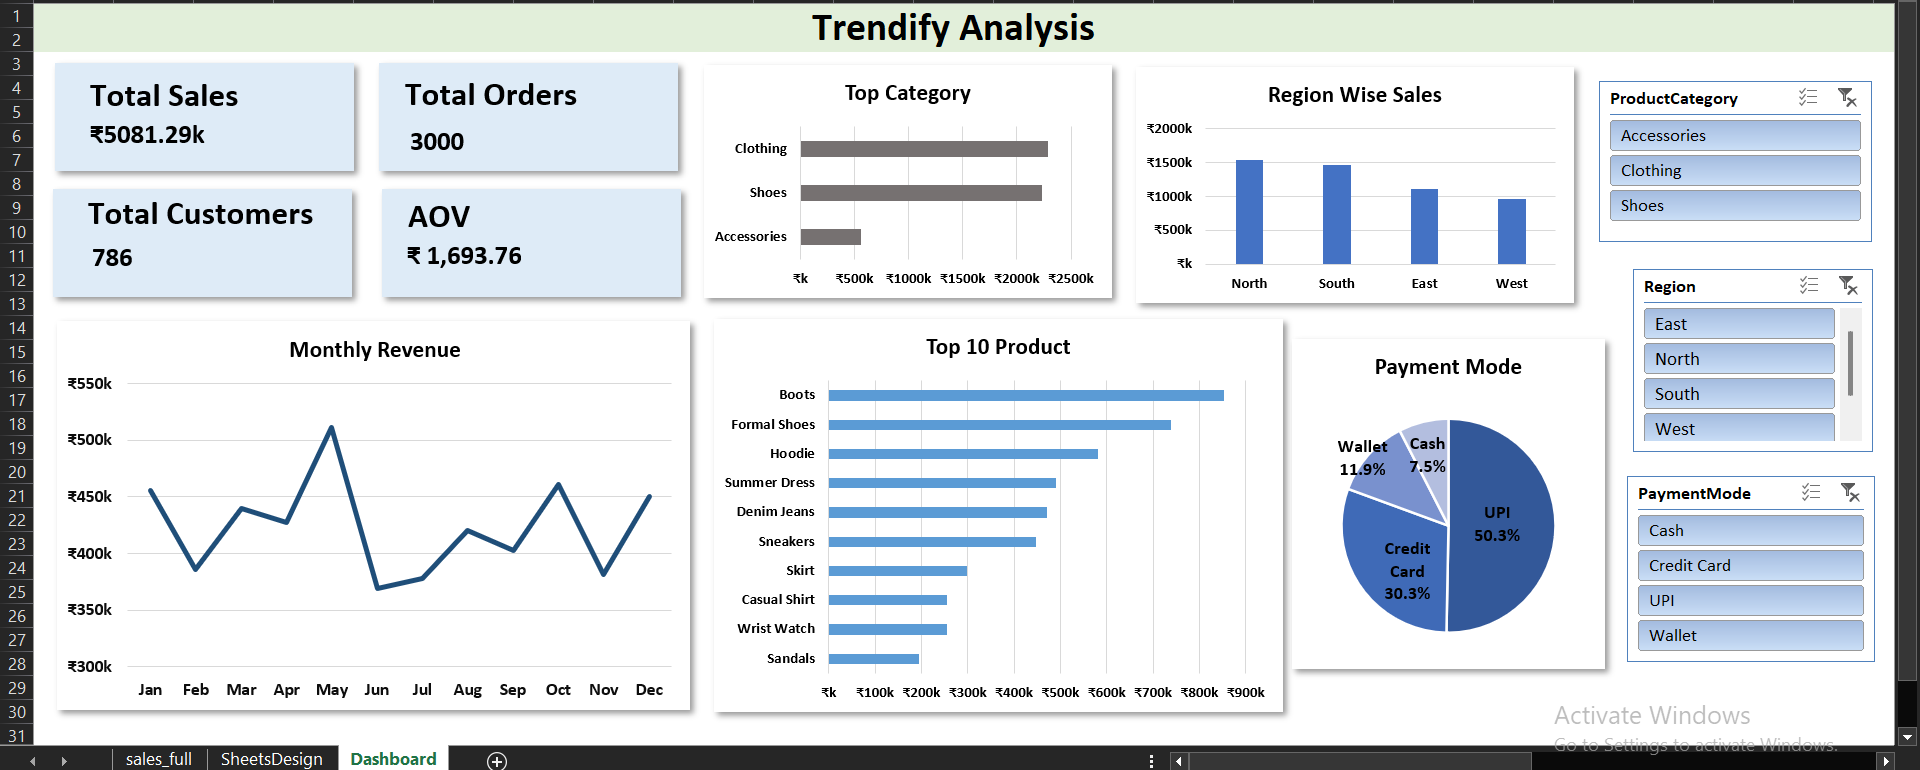 Trendify Analysis
Total Sales
₹5081.29k
Total Orders
3000
Total Customers
786
AOV
₹ 1,693.76
Top Category
Clothing
Shoes
Accessories
₹k ₹500k ₹1000k ₹1500k ₹2000k ₹2500k
Region Wise Sales
₹2000k
₹1500k
₹1000k
₹500k
₹k
North South East West
ProductCategory
Accessories
Clothing
Shoes
Region
East
North
South
West
PaymentMode
Cash
Credit Card
UPI
Wallet
Monthly Revenue
₹550k
₹500k
₹450k
₹400k
₹350k
₹300k
Jan Feb Mar Apr May Jun Jul Aug Sep Oct Nov Dec
Top 10 Product
Boots
Formal Shoes
Hoodie
Summer Dress
Denim Jeans
Sneakers
Skirt
Casual Shirt
Wrist Watch
Sandals
₹k ₹100k ₹200k ₹300k ₹400k ₹500k ₹600k ₹700k ₹800k ₹900k
Payment Mode
Wallet
11.9%
Cash
7.5%
UPI
50.3%
Credit
Card
30.3%
Activate Windows
Go to Settings to activate Windows.
1
2
3
4
5
6
7
8
9
10
11
12
13
14
15
16
17
18
19
20
21
22
23
24
25
26
27
28
29
30
31
sales_full SheetsDesign Dashboard